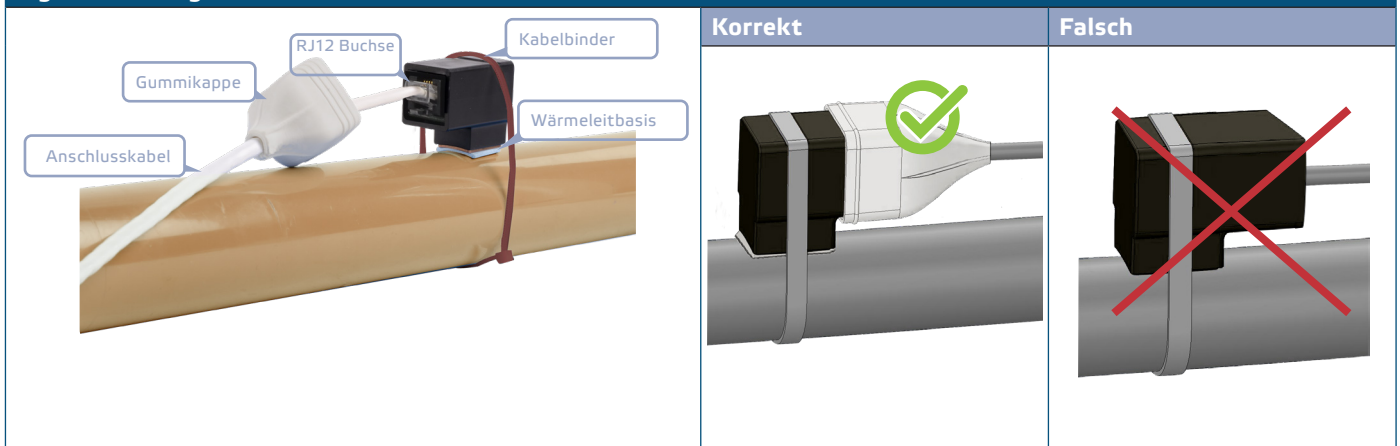 Korrekt
Falsch
RJ12 Buchse
Kabelbinder
Gummikappe
Wärmeleitbasis
Anschlusskabel